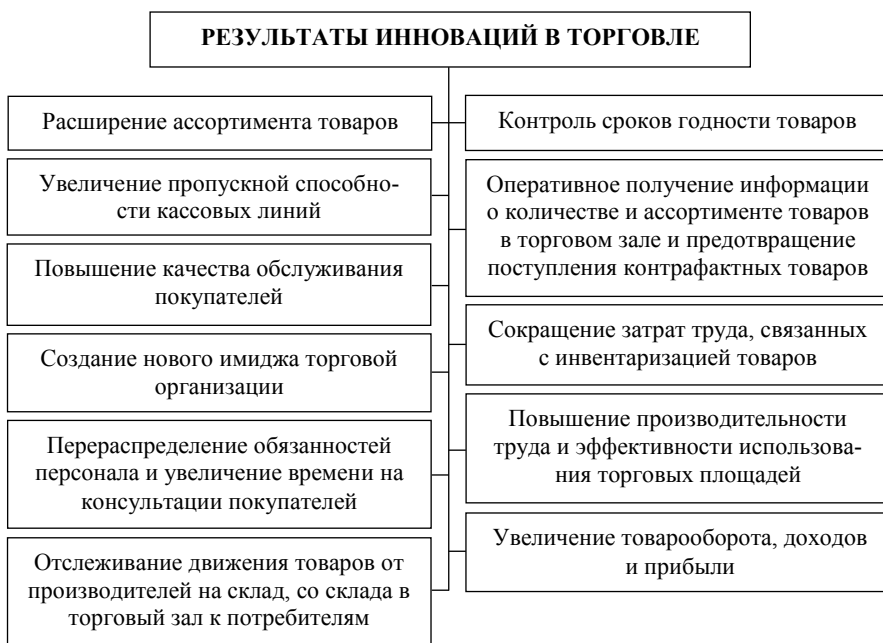 РЕЗУЛЬТАТЫ ИННОВАЦИЙ В ТОРГОВЛЕ
Расширение ассортимента товаров
Увеличение пропускной способно-
сти кассовых линий
Повышение качества обслуживания
покупателей
Создание нового имиджа торговой
организации
Перераспределение обязанностей
персонала и увеличение времени на
консультации покупателей
Отслеживание движения товаров от
производителей на склад, со склада в
торговый зал к потребителям
Контроль сроков годности товаров
Оперативное получение информации
о количестве и ассортименте товаров
в торговом зале и предотвращение
поступления контрафактных товаров
Сокращение затрат труда, связанных
с инвентаризацией товаров
Повышение производительности
труда и эффективности использова-
ния торговых площадей
Увеличение товарооборота, доходов
и прибыли